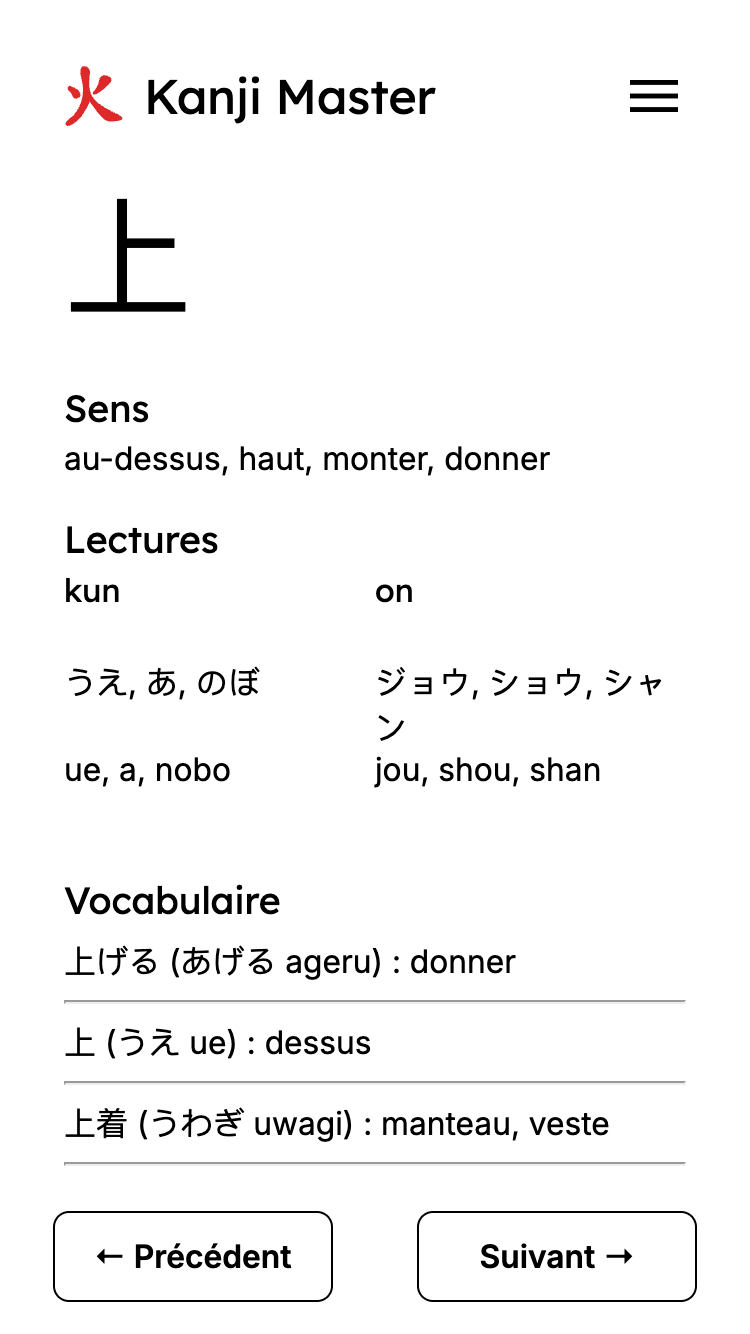 火 Kanji Master
上
Sens
au-dessus, haut, monter, donner
Lectures
kun
on
うえ, あ, のぼ
ジョウ, ショウ, シャ
ン
ue, a, nobo
jou, shou, shan
Vocabulaire
上げる (あげる ageru) : donner
上 (うえ ue) : dessus
上着 (うわぎ uwagi) : manteau, veste
← Précédent
Suivant →